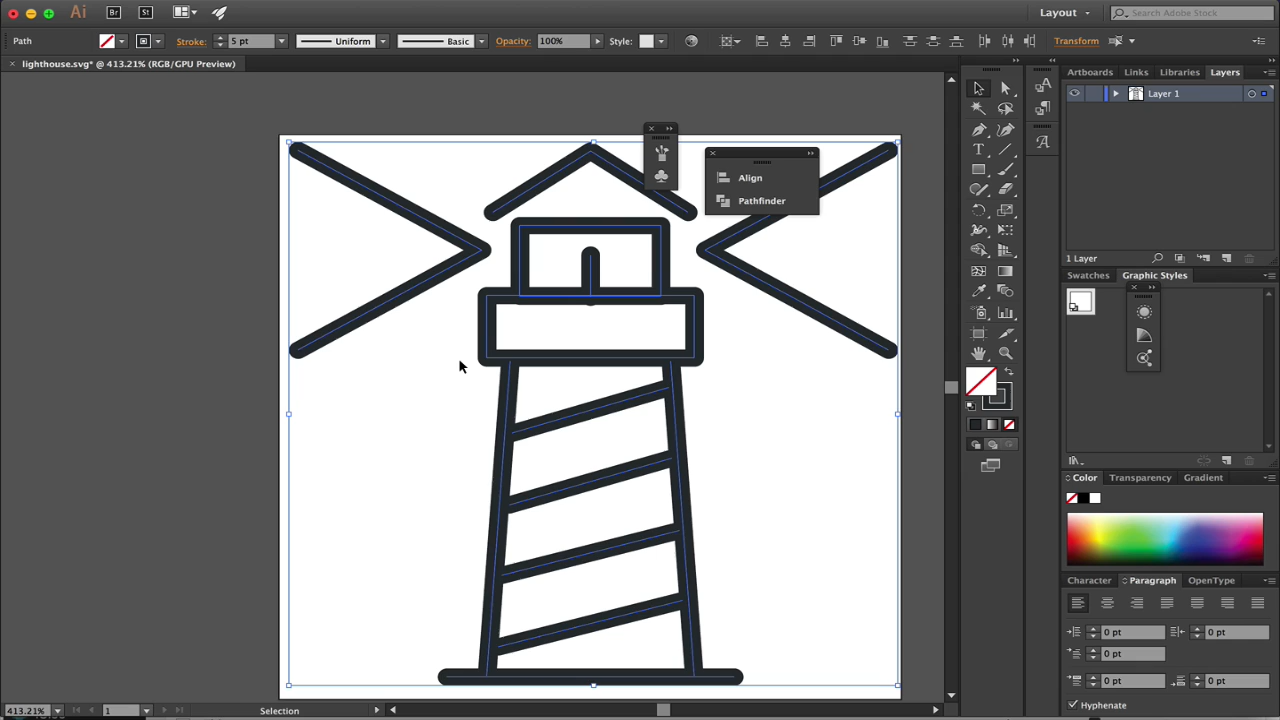 Ai Br St Layout Search Adobe Stock
Path Stroke: 5 pt Uniform Basic Opacity: 100% Style: Transform
× lighthouse.svg* @ 413.21% (RGB/GPU Preview)
Artboards Links Libraries Layers
Layer 1
Align
Pathfinder
1 Layer
Swatches Graphic Styles
Color Transparency Gradient
Character Paragraph OpenType
0 pt 0 pt
0 pt
0 pt 0 pt
Hyphenate
413.21% 1 Selection